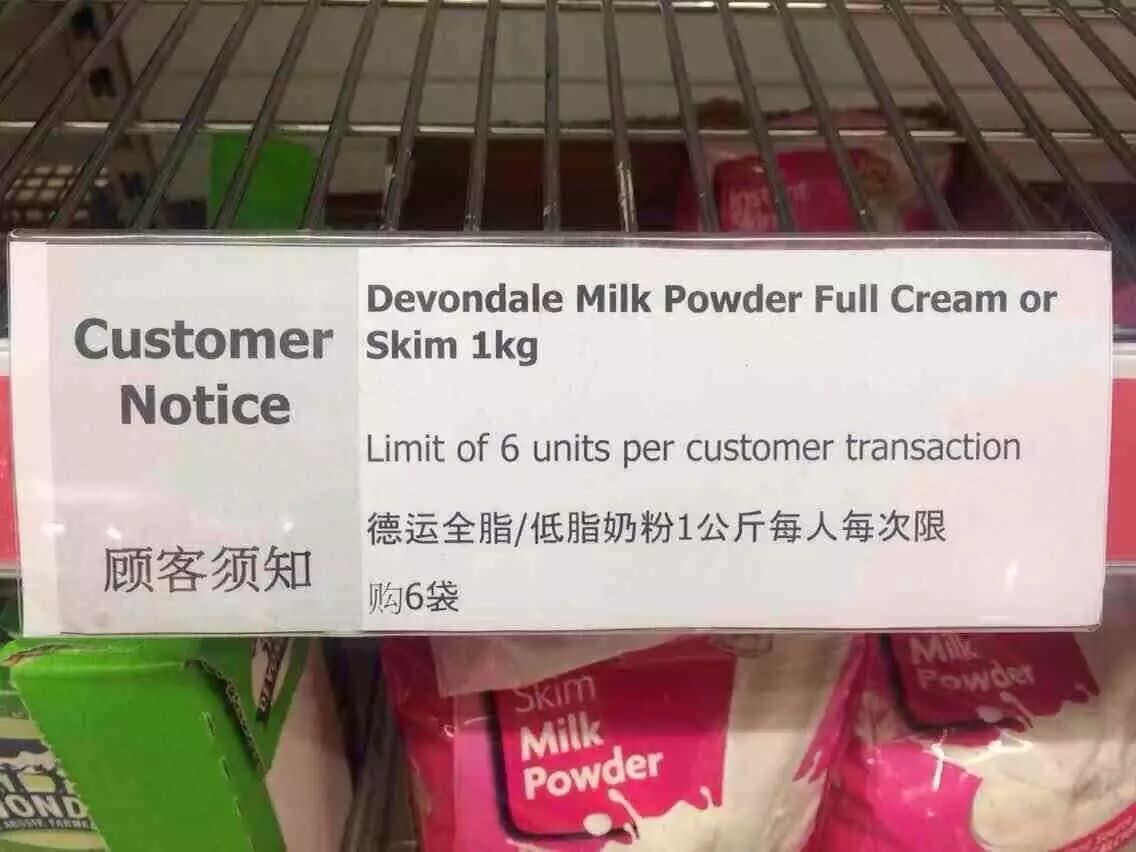 Customer
Notice
顾客须知
Devondale Milk Powder Full Cream or
Skim 1kg
Limit of 6 units per customer transaction
德运全脂/低脂奶粉1公斤每人每次限
购6袋
Skim
Milk
Powder
Milk
Powder